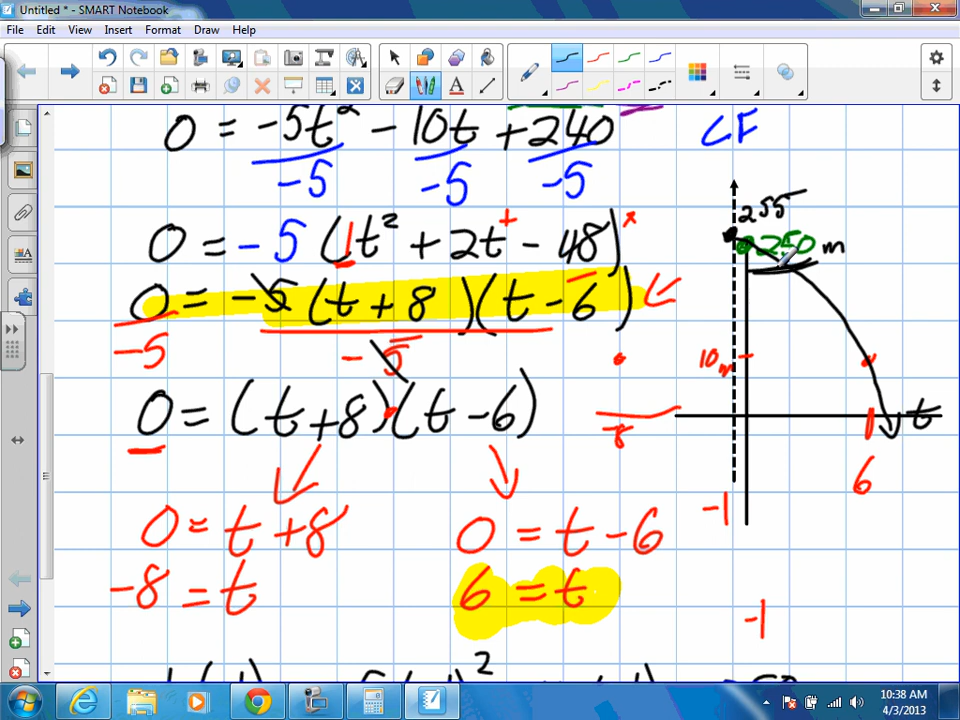 Untitled * - SMART Notebook
File Edit View Insert Format Draw Help
0 = -5t² - 10t + 240
-5 -5 -5
CF
255
250 m
0 = -5 (1t² + 2t - 48)
+ x
0 = -5 (t + 8)(t - 6)
-5 -5
10m
0 = (t+8)·(t-6)
-8
t
6
-1
0 = t + 8 0 = t - 6
-8 = t 6 = t
-1
10:38 AM
4/3/2013